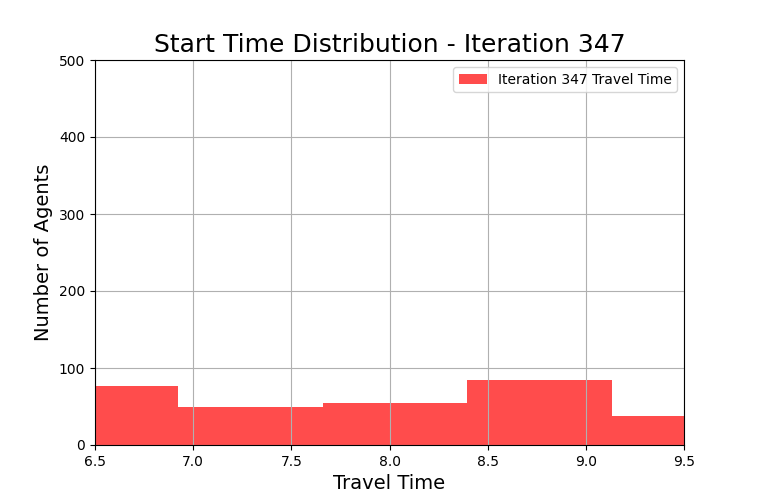 Start Time Distribution - Iteration 347
Iteration 347 Travel Time
Number of Agents
500
400
300
200
100
0
6.5 7.0 7.5 8.0 8.5 9.0 9.5
Travel Time